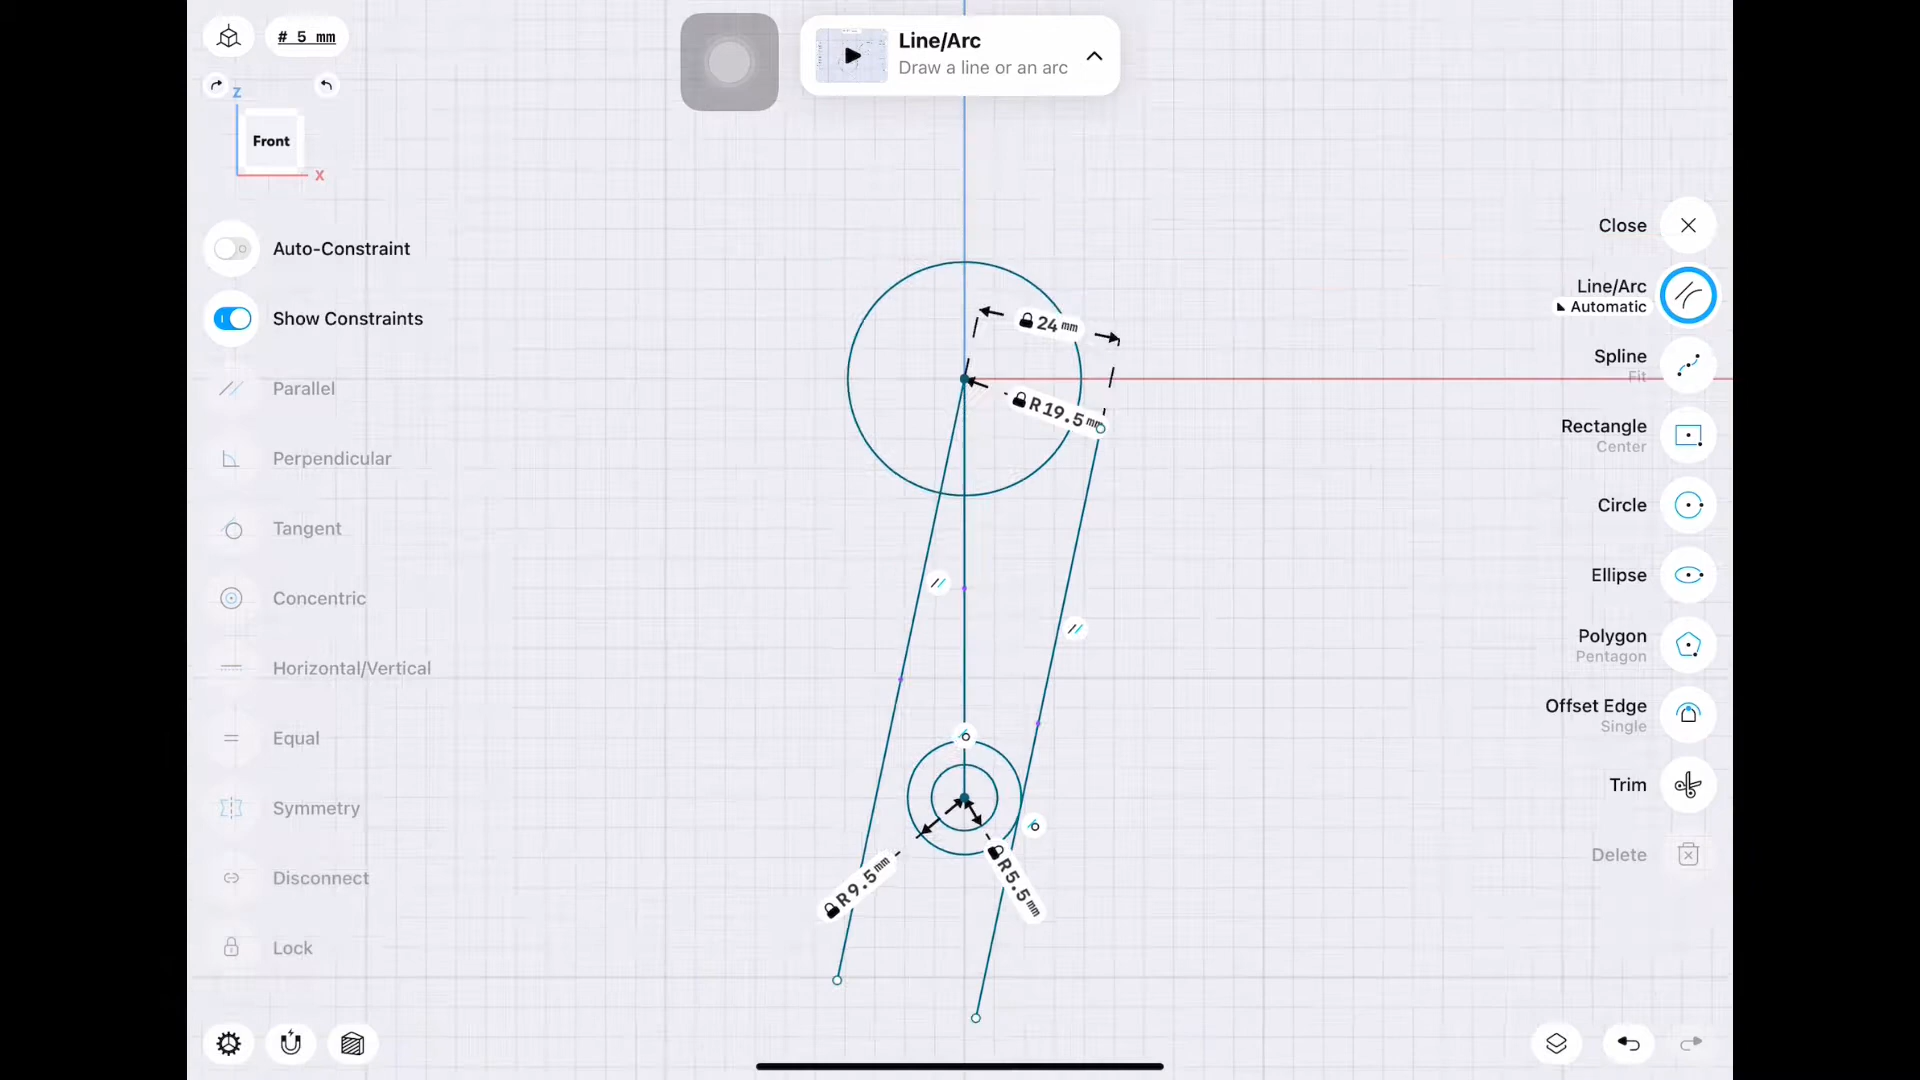 # 5 mm
Line/Arc
Draw a line or an arc
Z
Front
X
Auto-Constraint
Show Constraints
Parallel
Perpendicular
Tangent
Concentric
Horizontal/Vertical
Equal
Symmetry
Disconnect
Lock
24 mm
R19.5 mm
R9.5 mm
R5.5 mm
Close
Line/Arc
Automatic
Spline
Fit
Rectangle
Center
Circle
Ellipse
Polygon
Pentagon
Offset Edge
Single
Trim
Delete